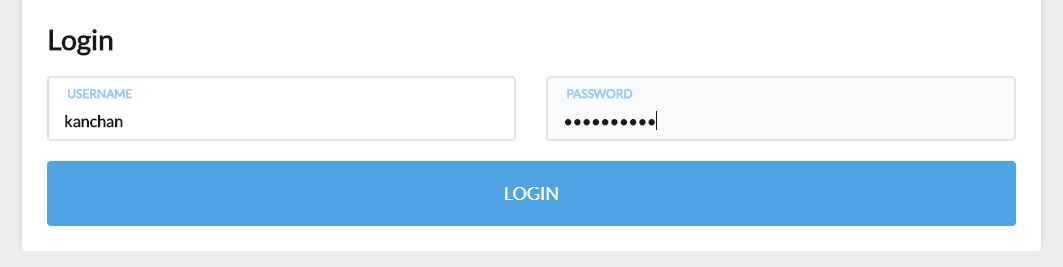 Login
USERNAME
PASSWORD
kanchan
••••••••••
LOGIN